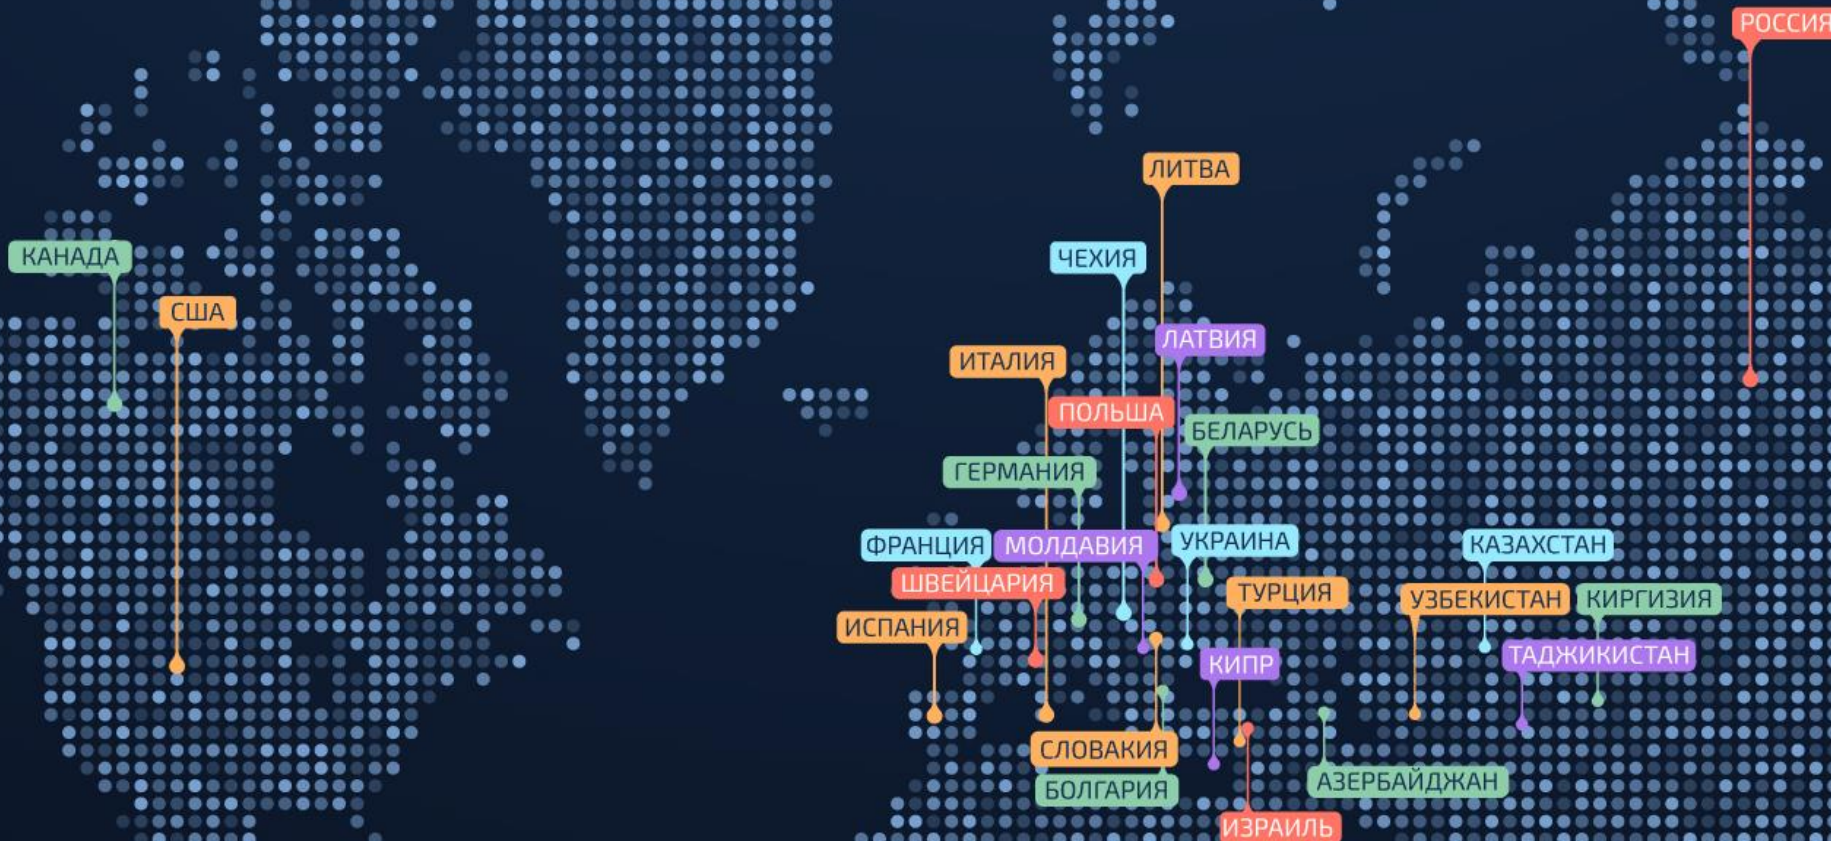 РОССИЯ
ЛИТВА
КАНАДА
ЧЕХИЯ
США
ЛАТВИЯ
ИТАЛИЯ
ПОЛЬША
БЕЛАРУСЬ
ГЕРМАНИЯ
ФРАНЦИЯ
МОЛДАВИЯ
УКРАИНА
КАЗАХСТАН
ШВЕЙЦАРИЯ
ТУРЦИЯ
УЗБЕКИСТАН
КИРГИЗИЯ
ИСПАНИЯ
КИПР
ТАДЖИКИСТАН
СЛОВАКИЯ
АЗЕРБАЙДЖАН
БОЛГАРИЯ
ИЗРАИЛЬ